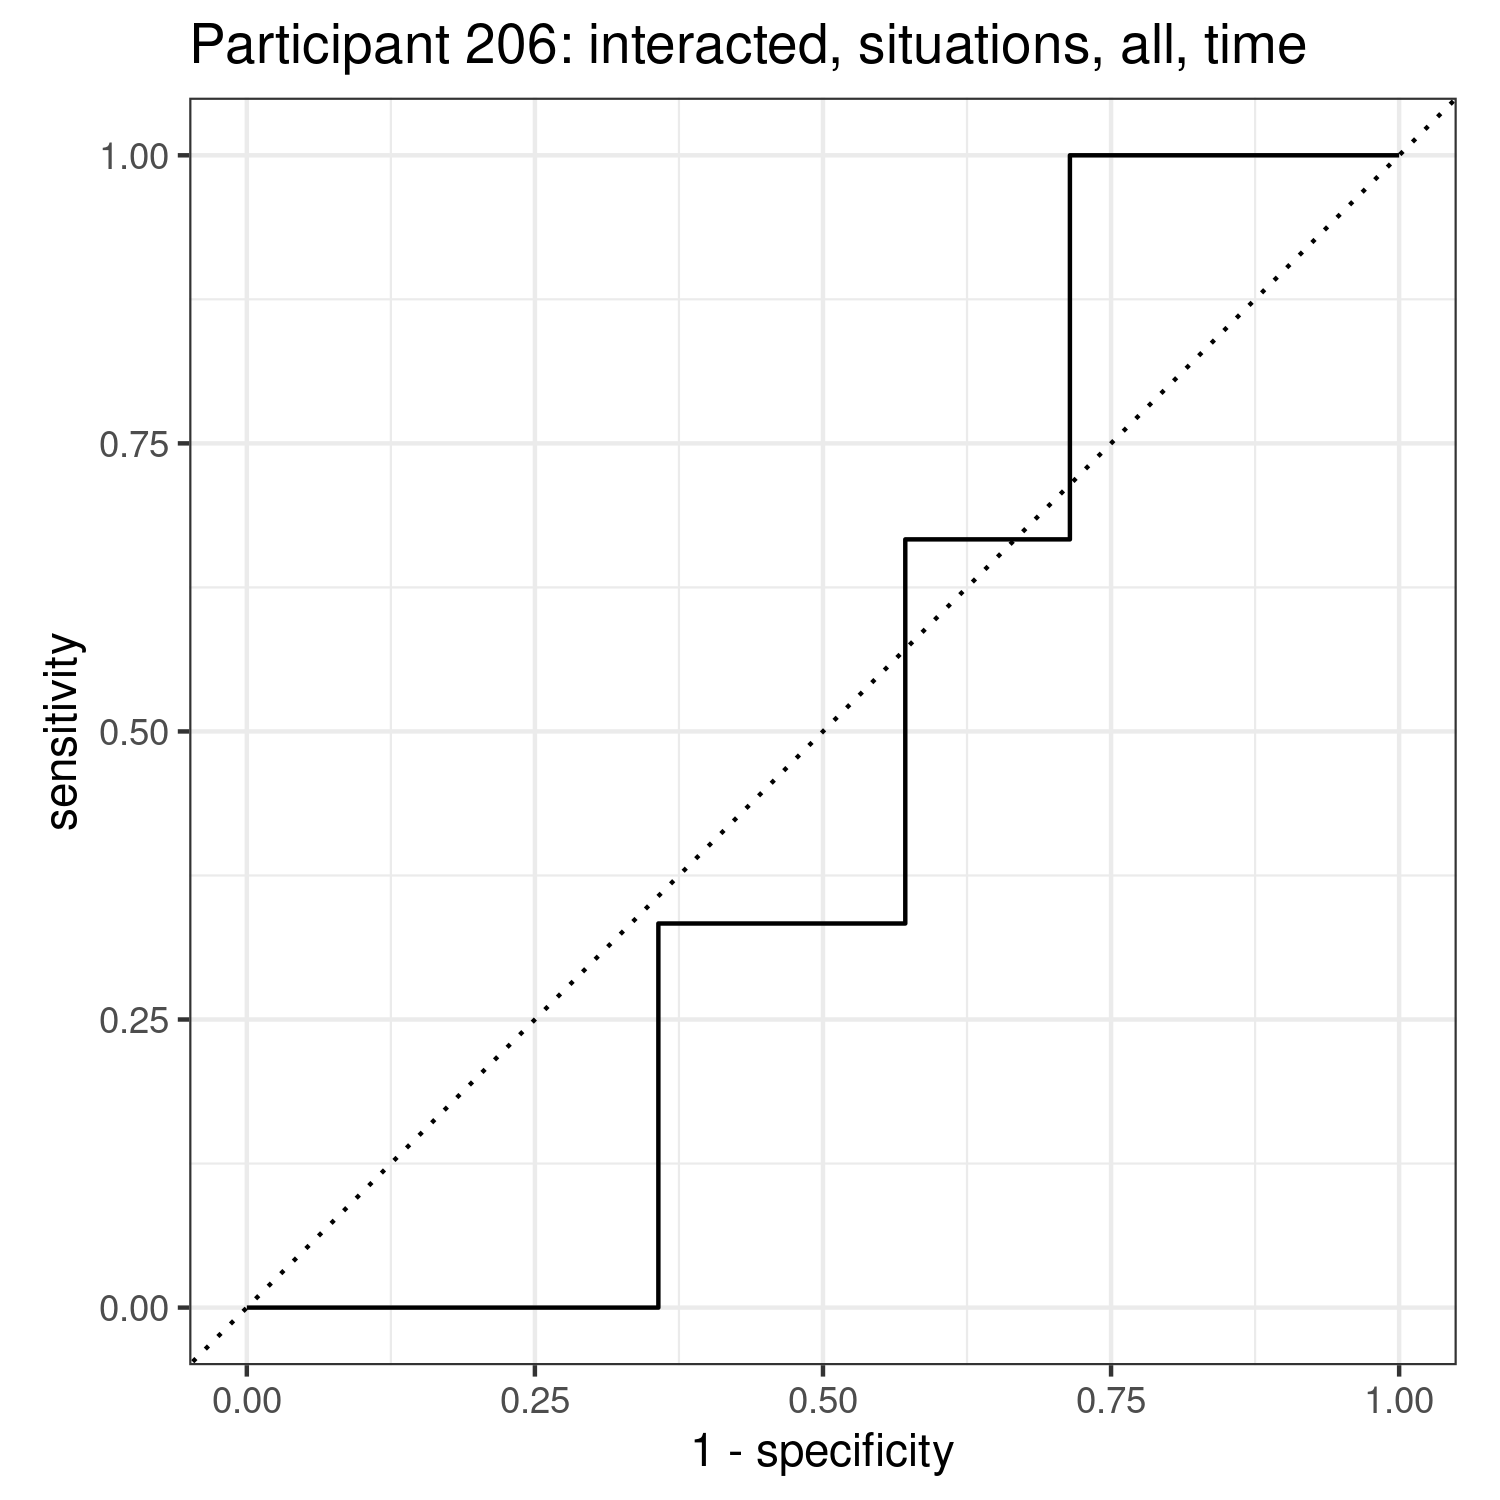 Participant 206: interacted, situations, all, time
1.00
0.75
0.50
0.25
0.00
sensitivity
0.00 0.25 0.50 0.75 1.00
1 - specificity